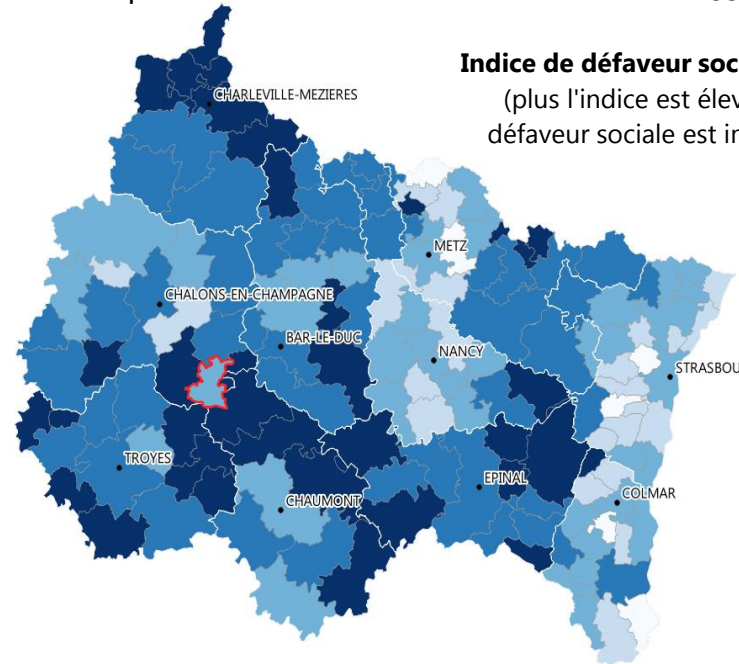 Indice de défaveur soc
(plus l'indice est élev
défaveur sociale est in
CHARLEVILLE-MEZIERES
METZ
CHALONS-EN-CHAMPAGNE
BAR-LE-DUC
NANCY
STRASBOU
TROYES
CHAUMONT
EPINAL
COLMAR